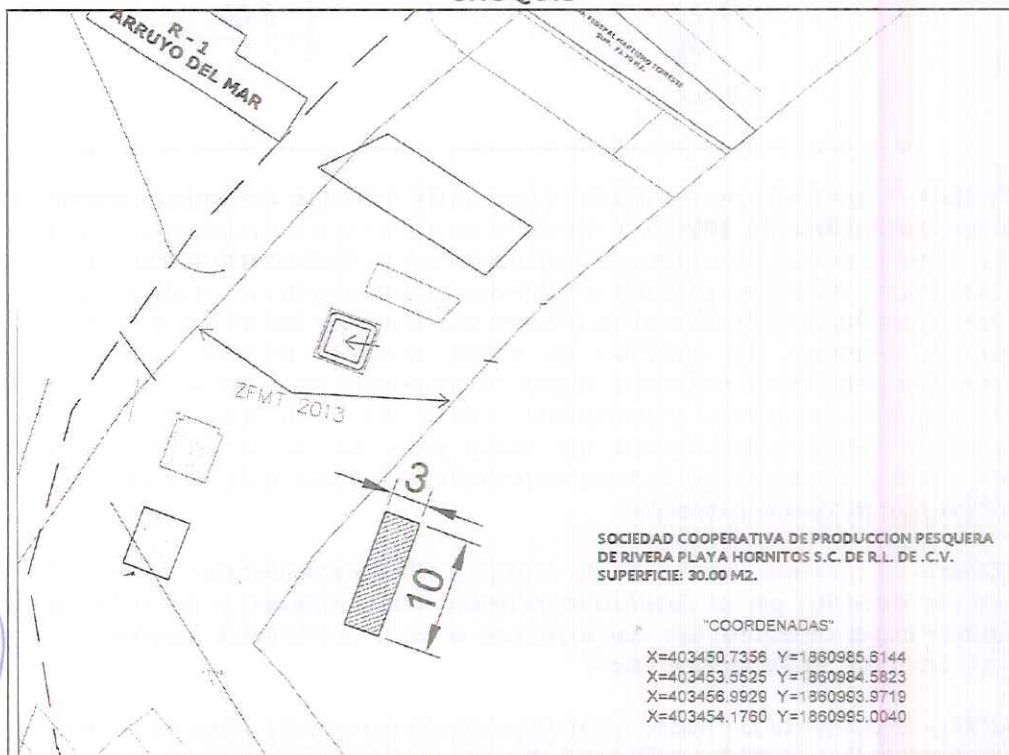 R - 1
ARRUYO DEL MAR
ZFMT 2013
3
10
SOCIEDAD COOPERATIVA DE PRODUCCION PESQUERA
DE RIVERA PLAYA HORNITOS S.C. DE R.L. DE .C.V.
SUPERFICIE: 30.00 M2.
"COORDENADAS"
X=403450.7356 Y=1860985.6144
X=403453.5525 Y=1860984.5823
X=403456.9929 Y=1860993.9719
X=403454.1760 Y=1860995.0040